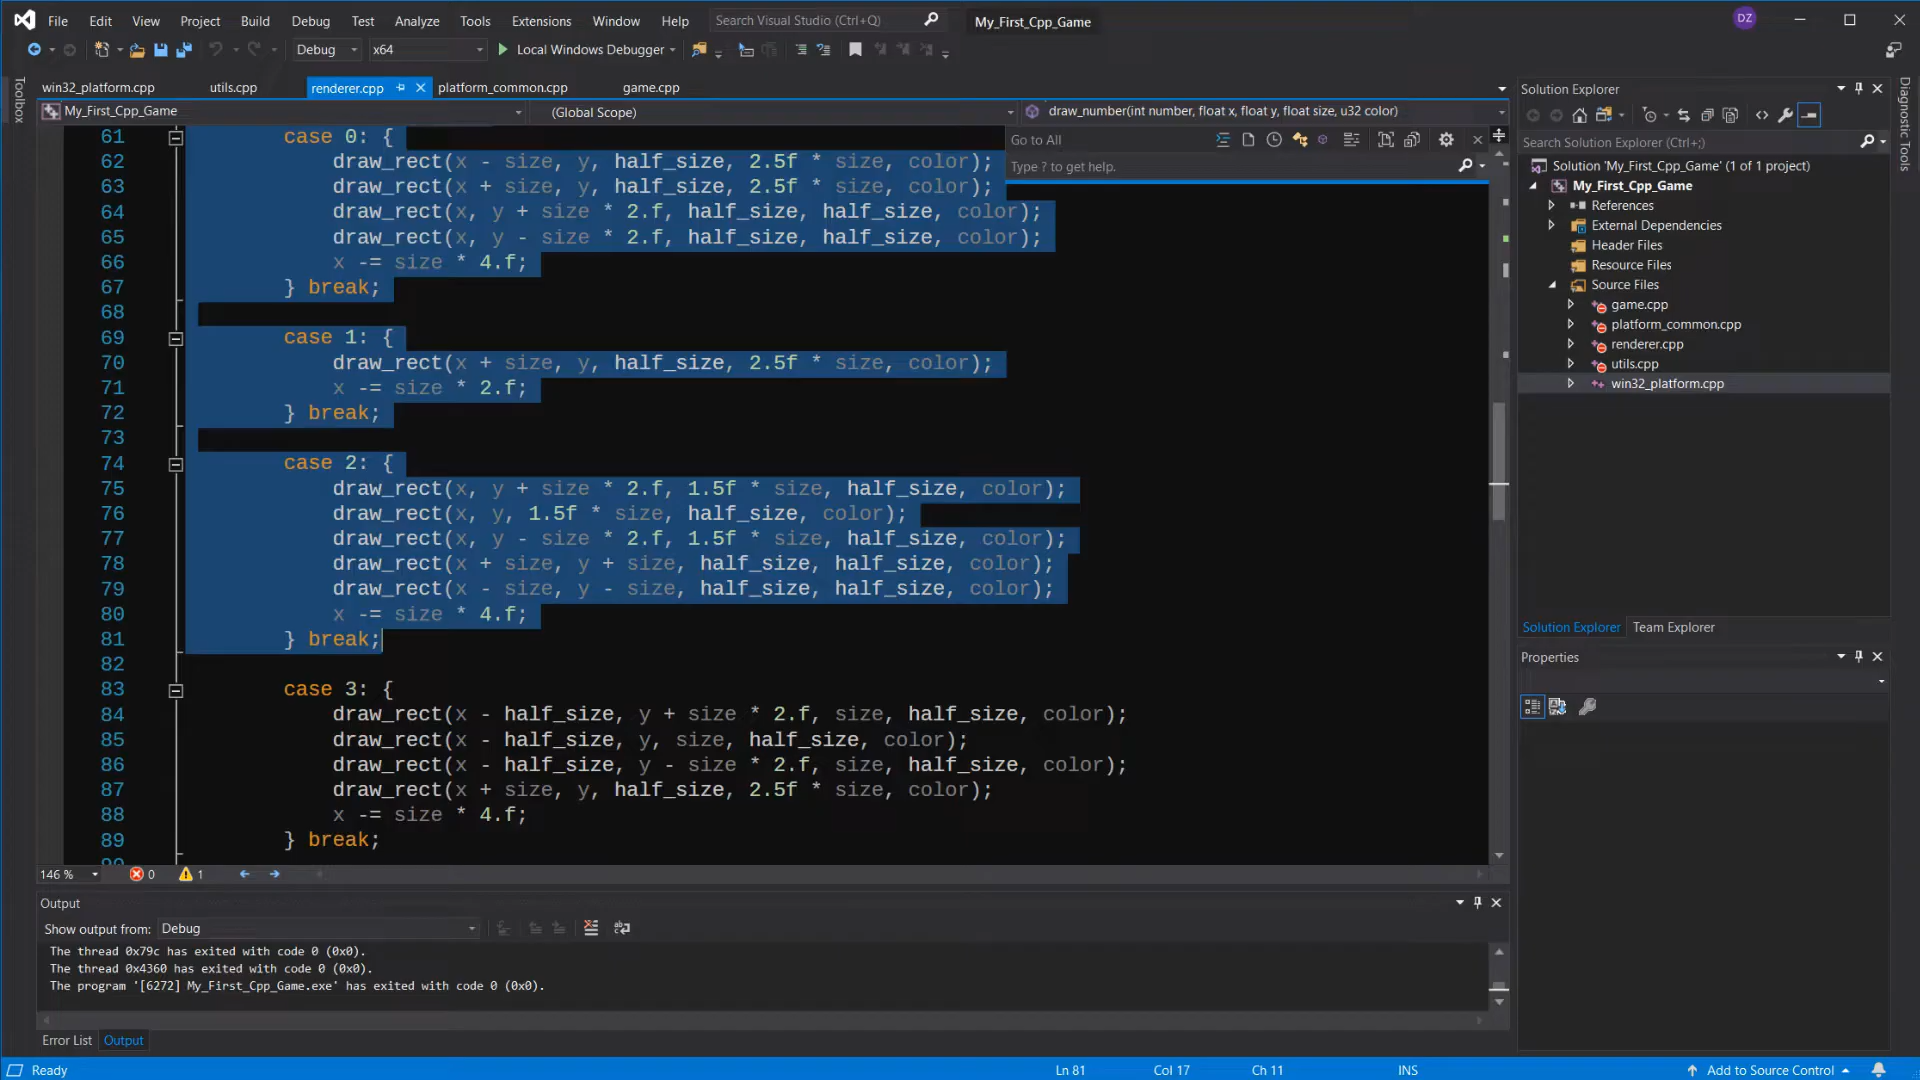 File Edit View Project Build Debug Test Analyze Tools Extensions Window Help Search Visual Studio (Ctrl+Q) My_First_Cpp_Game DZ
Debug x64 Local Windows Debugger
Toolbox
win32_platform.cpp utils.cpp renderer.cpp platform_common.cpp game.cpp
My_First_Cpp_Game (Global Scope) draw_number(int number, float x, float y, float size, u32 color)
Go to All
Type ? to get help.
61 case 0: {
62 draw_rect(x - size, y, half_size, 2.5f * size, color);
63 draw_rect(x + size, y, half_size, 2.5f * size, color);
64 draw_rect(x, y + size * 2.f, half_size, half_size, color);
65 draw_rect(x, y - size * 2.f, half_size, half_size, color);
66 x -= size * 4.f;
67 } break;
68
69 case 1: {
70 draw_rect(x + size, y, half_size, 2.5f * size, color);
71 x -= size * 2.f;
72 } break;
73
74 case 2: {
75 draw_rect(x, y + size * 2.f, 1.5f * size, half_size, color);
76 draw_rect(x, y, 1.5f * size, half_size, color);
77 draw_rect(x, y - size * 2.f, 1.5f * size, half_size, color);
78 draw_rect(x + size, y + size, half_size, half_size, color);
79 draw_rect(x - size, y - size, half_size, half_size, color);
80 x -= size * 4.f;
81 } break;
82
83 case 3: {
84 draw_rect(x - half_size, y + size * 2.f, size, half_size, color);
85 draw_rect(x - half_size, y, size, half_size, color);
86 draw_rect(x - half_size, y - size * 2.f, size, half_size, color);
87 draw_rect(x + size, y, half_size, 2.5f * size, color);
88 x -= size * 4.f;
89 } break;
90
146 % 0 1
Output
Show output from: Debug
The thread 0x79c has exited with code 0 (0x0).
The thread 0x4360 has exited with code 0 (0x0).
The program '[6272] My_First_Cpp_Game.exe' has exited with code 0 (0x0).
Error List Output
Solution Explorer
Search Solution Explorer (Ctrl+;)
Solution 'My_First_Cpp_Game' (1 of 1 project)
My_First_Cpp_Game
References
External Dependencies
Header Files
Resource Files
Source Files
game.cpp
platform_common.cpp
renderer.cpp
utils.cpp
win32_platform.cpp
Solution Explorer Team Explorer
Properties
Diagnostic Tools
Ready Ln 81 Col 17 Ch 11 INS Add to Source Control